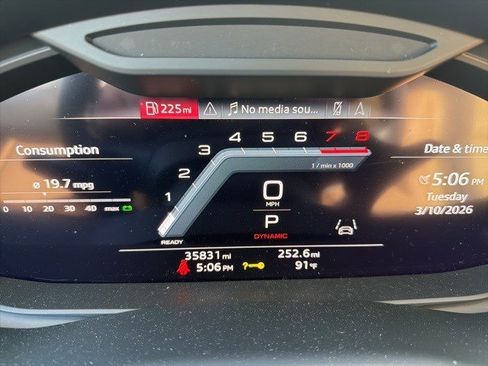 225 mi
No media sou...
Consumption
ø 19.7 mpg
0 10 20 30 40 max
1 2 3 4 5 6 7 8
1 / min x 1000
0
MPH
P
READY
DYNAMIC
Date & time
5:06 PM
Tuesday
3/10/2026
35831 mi
252.6 mi
5:06 PM
91°F